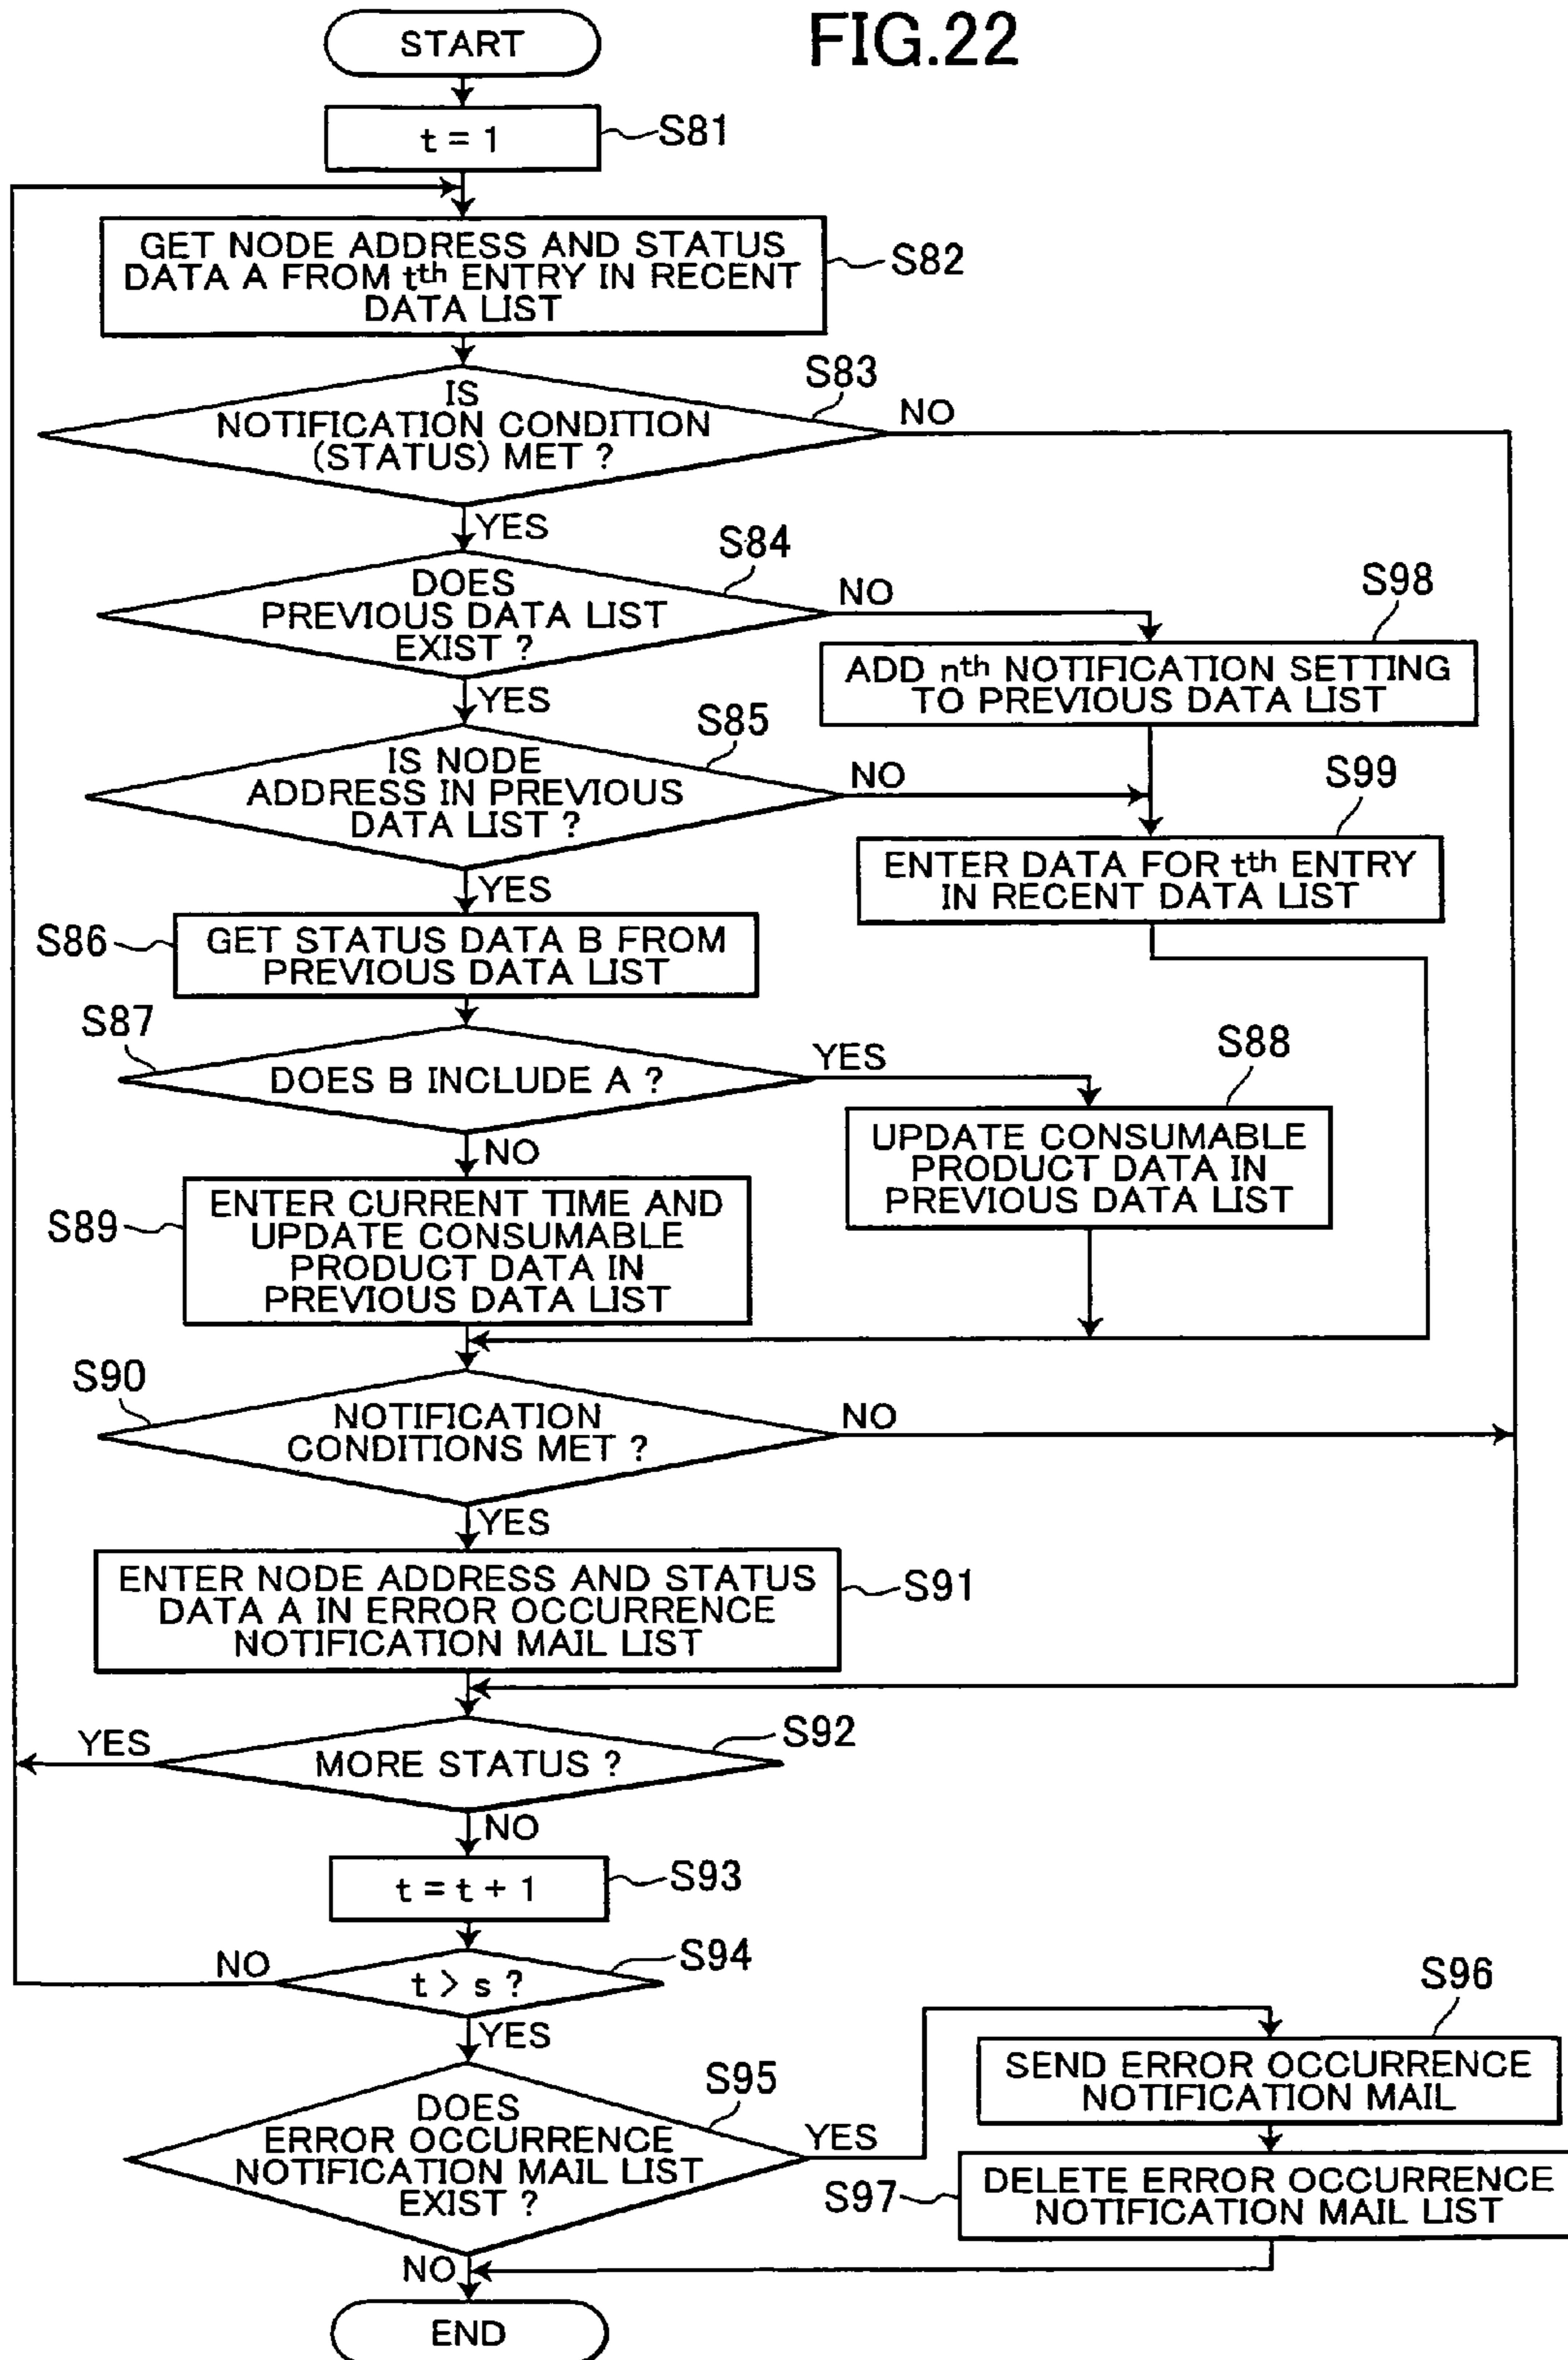 FIG.22
START
t = 1
S81
GET NODE ADDRESS AND STATUS
DATA A FROM tth ENTRY IN RECENT
DATA LIST
S82
IS
NOTIFICATION CONDITION
(STATUS) MET ?
S83
NO
YES
DOES
PREVIOUS DATA LIST
EXIST ?
S84
NO
YES
S98
ADD nth NOTIFICATION SETTING
TO PREVIOUS DATA LIST
IS NODE
ADDRESS IN PREVIOUS
DATA LIST ?
S85
NO
YES
S99
ENTER DATA FOR tth ENTRY
IN RECENT DATA LIST
S86
GET STATUS DATA B FROM
PREVIOUS DATA LIST
S87
DOES B INCLUDE A ?
YES
NO
S88
UPDATE CONSUMABLE
PRODUCT DATA IN
PREVIOUS DATA LIST
S89
ENTER CURRENT TIME AND
UPDATE CONSUMABLE
PRODUCT DATA IN
PREVIOUS DATA LIST
S90
NOTIFICATION
CONDITIONS MET ?
NO
YES
ENTER NODE ADDRESS AND STATUS
DATA A IN ERROR OCCURRENCE
NOTIFICATION MAIL LIST
S91
YES
MORE STATUS ?
S92
NO
t = t + 1
S93
NO
t > s ?
S94
YES
DOES
ERROR OCCURRENCE
NOTIFICATION MAIL LIST
EXIST ?
S95
YES
S96
SEND ERROR OCCURRENCE
NOTIFICATION MAIL
S97
DELETE ERROR OCCURRENCE
NOTIFICATION MAIL LIST
NO
END